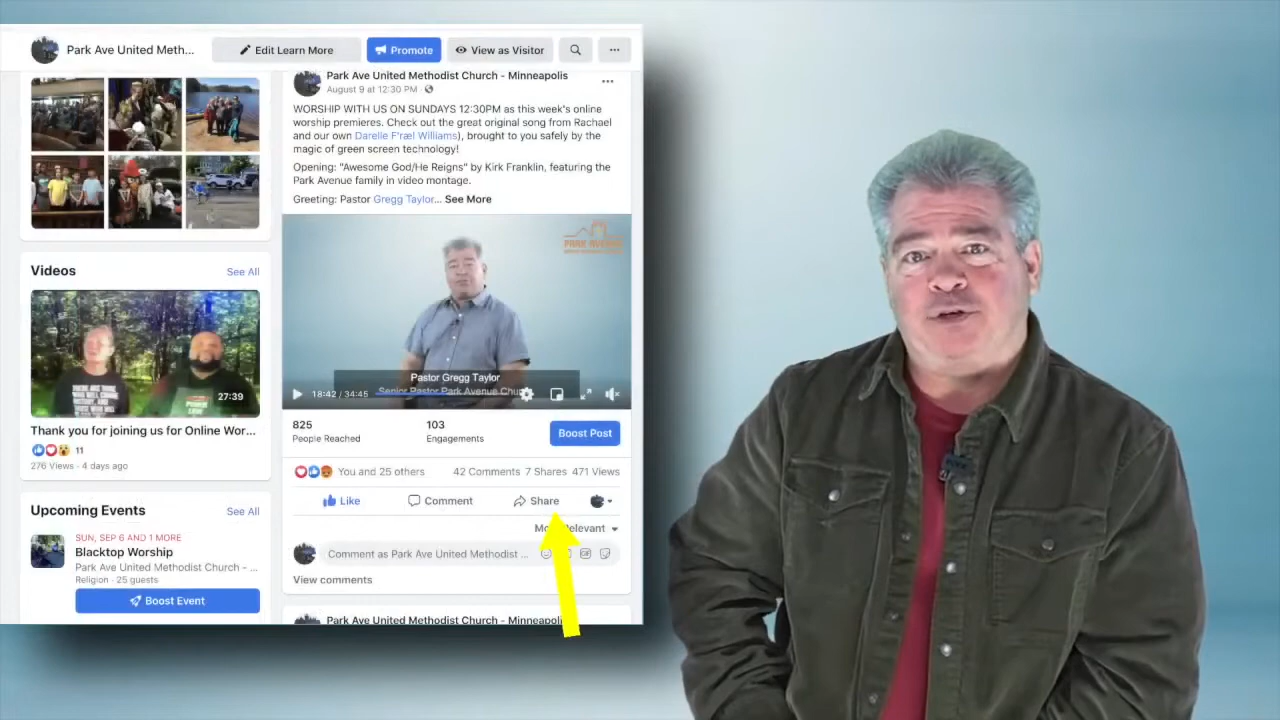 Park Ave United Meth...
Edit Learn More
Promote
View as Visitor
Park Ave United Methodist Church - Minneapolis
August 9 at 12:30 PM
WORSHIP WITH US ON SUNDAYS 12:30PM as this week's online
worship premieres. Check out the great original song from Rachael
and our own Darelle F'ræl Williams), brought to you safely by the
magic of green screen technology!
Opening: "Awesome God/He Reigns" by Kirk Franklin, featuring the
Park Avenue family in video montage.
Greeting: Pastor Gregg Taylor... See More
PARK AVENUE
Pastor Gregg Taylor
Senior Pastor Park Avenue
18:42 / 34:45
825
People Reached
103
Engagements
Boost Post
You and 25 others
42 Comments 7 Shares 471 Views
Like
Comment
Share
Relevant
Comment as Park Ave United Methodist ...
View comments
Park Ave United Methodist Church - Minneapolis
Videos
See All
27:39
Thank you for joining us for Online Wor...
11
276 Views · 4 days ago
Upcoming Events
See All
SUN, SEP 6 AND 1 MORE
Blacktop Worship
Park Ave United Methodist Church - ...
Religion · 25 guests
Boost Event